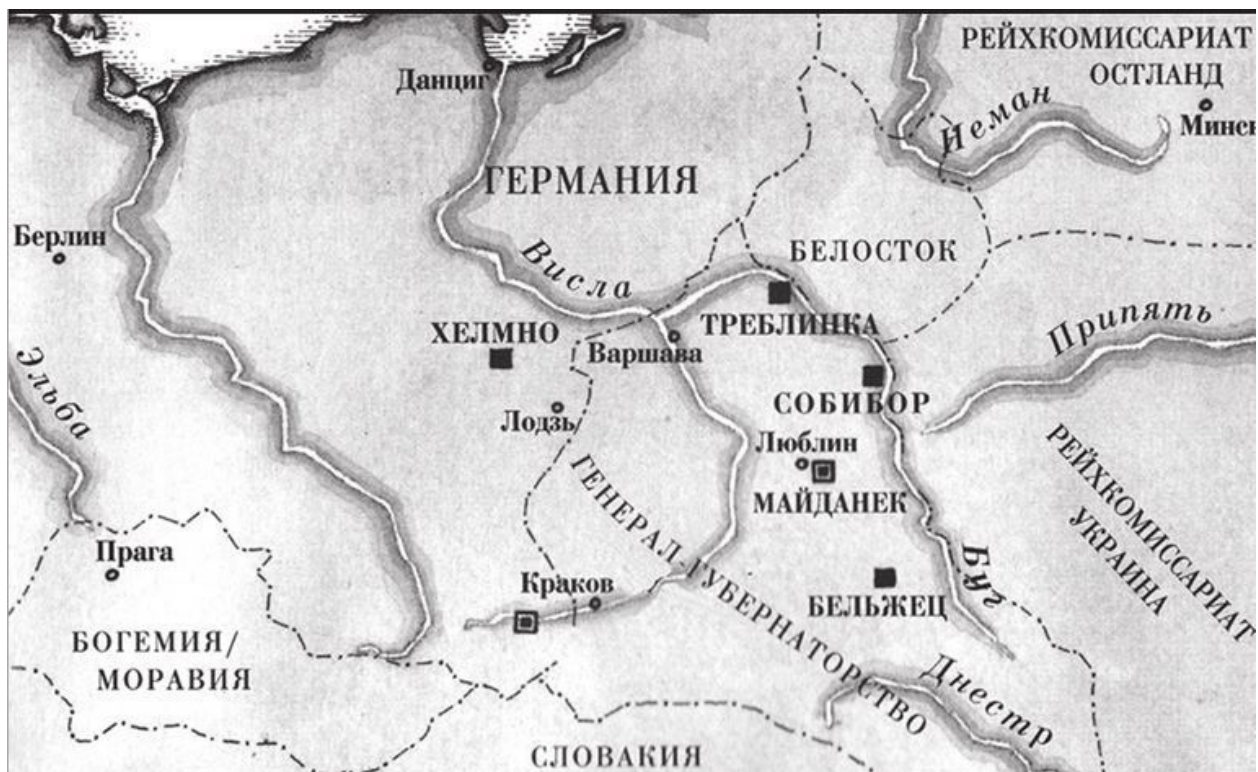 РЕЙХКОМИССАРИАТ
ОСТЛАНД
Данциг
Неман
Минск
ГЕРМАНИЯ
Берлин
БЕЛОСТОК
Висла
ХЕЛМНО
ТРЕБЛИНКА
Варшава
Припять
Эльба
СОБИБОР
Лодзь
Люблин
МАЙДАНЕК
РЕЙХКОМИССАРИАТ
УКРАИНА
ГЕНЕРАЛ-ГУБЕРНАТОРСТВО
Прага
Краков
Буг
БЕЛЬЖЕЦ
БОГЕМИЯ/
МОРАВИЯ
Днестр
СЛОВАКИЯ